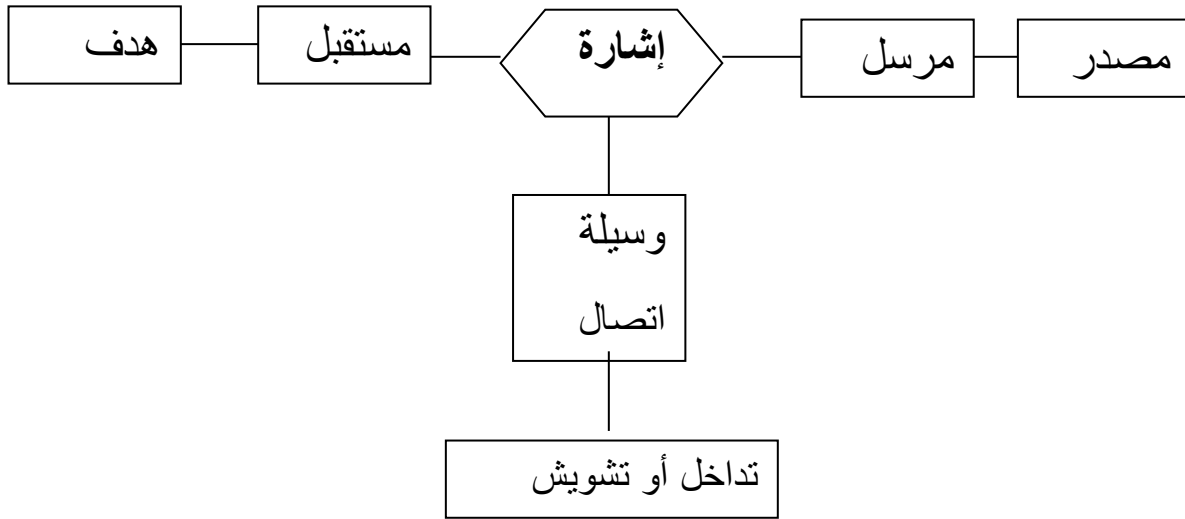 مصدر
مرسل
إشارة
مستقبل
هدف
وسيلة
اتصال
تداخل أو تشويش